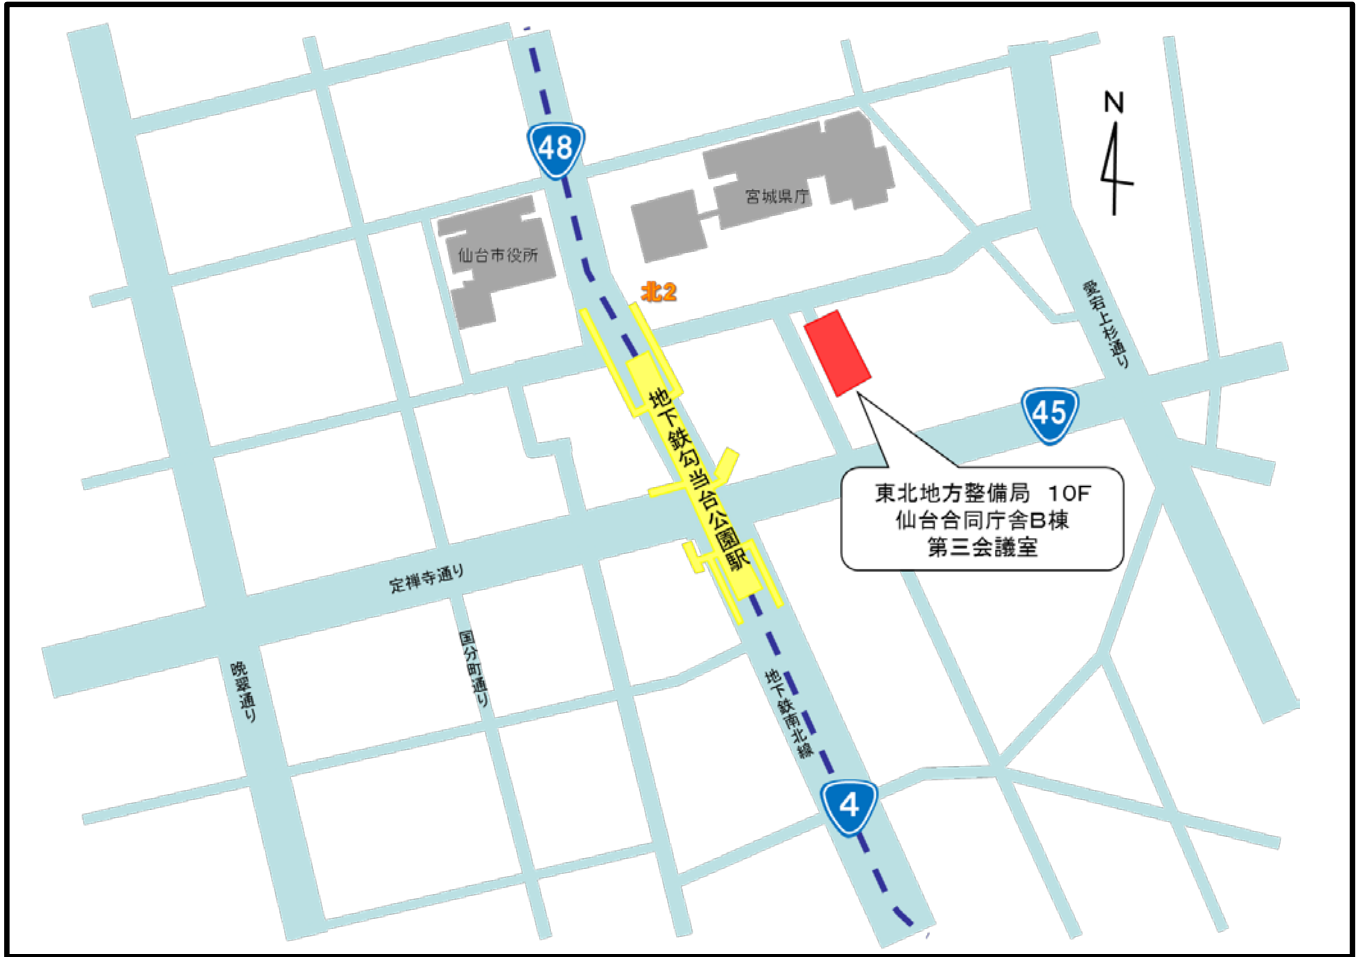 N
48
宮城県庁
仙台市役所
北2
愛宕上杉通り
45
地下鉄勾当台公園駅
東北地方整備局　10F
仙台合同庁舎B棟
第三会議室
定禅寺通り
国分町通り
晩翠通り
地下鉄南北線
4